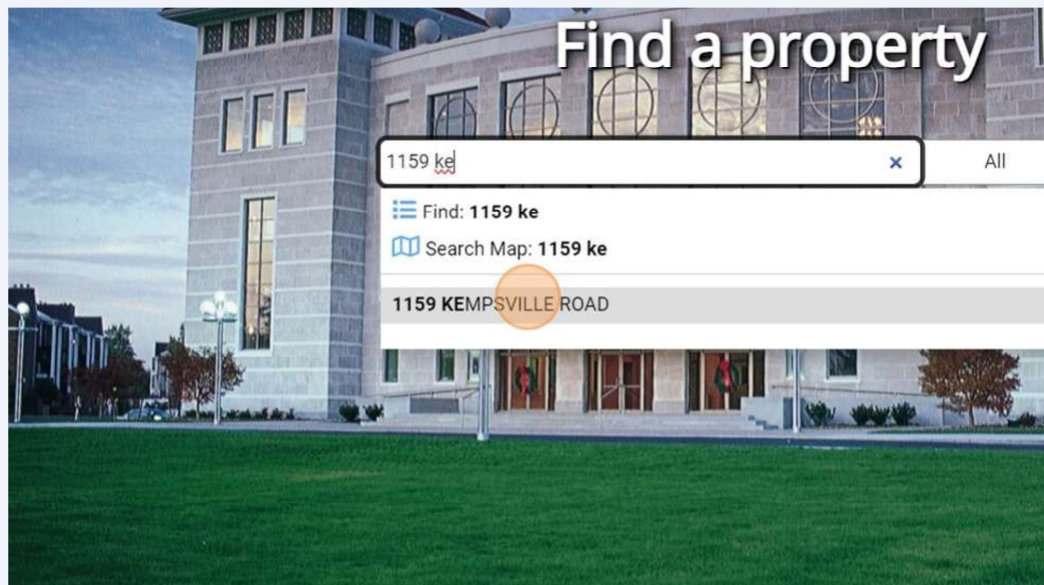 Find a property
1159 ke
All
Find: 1159 ke
Search Map: 1159 ke
1159 KEMPSVILLE ROAD